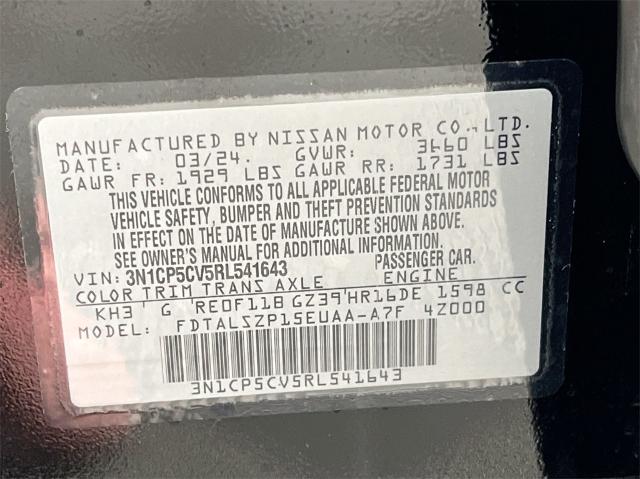 MANUFACTURED BY NISSAN MOTOR CO., LTD.
DATE: 03/24. GVWR: 3660 LBS
GAWR FR: 1929 LBS GAWR RR: 1731 LBS
THIS VEHICLE CONFORMS TO ALL APPLICABLE FEDERAL MOTOR
VEHICLE SAFETY, BUMPER AND THEFT PREVENTION STANDARDS
IN EFFECT ON THE DATE OF MANUFACTURE SHOWN ABOVE.
SEE OWNER'S MANUAL FOR ADDITIONAL INFORMATION.
VIN: 3N1CP5CV5RL541643 PASSENGER CAR.
COLOR TRIM TRANS AXLE ENGINE
KH3 G RE0F11B GZ39 HR16DE 1598 CC
MODEL: FDTALSZP15EUAA-A7F 4Z000
3N1CP5CV5RL541643